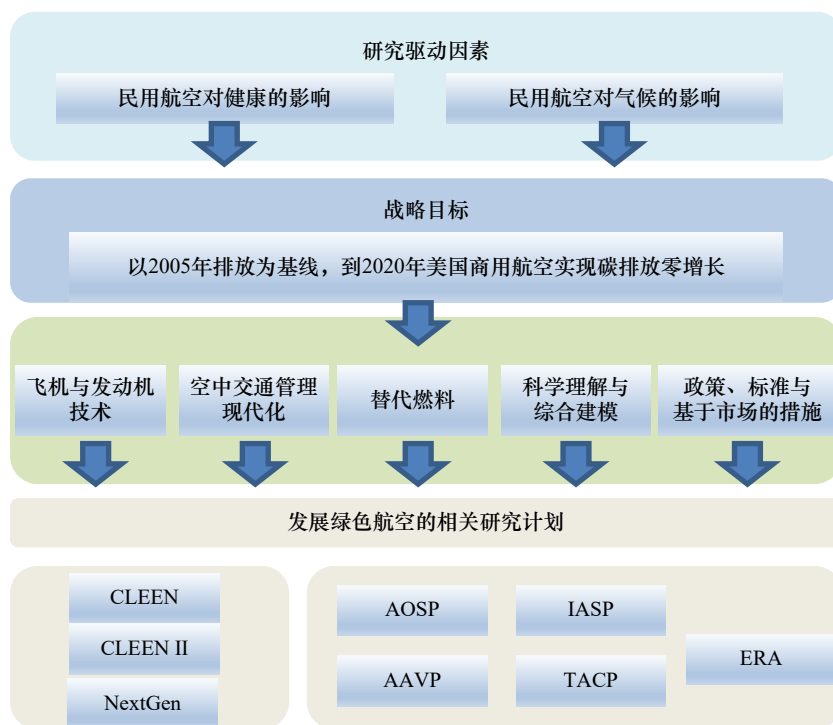 研究驱动因素
民用航空对健康的影响
民用航空对气候的影响
战略目标
以2005年排放为基线，到2020年美国商用航空实现碳排放零增长
飞机与发动机
技术
空中交通管理
现代化
替代燃料
科学理解与
综合建模
政策、标准与
基于市场的措施
发展绿色航空的相关研究计划
CLEEN
CLEEN II
NextGen
AOSP
IASP
AAVP
TACP
ERA